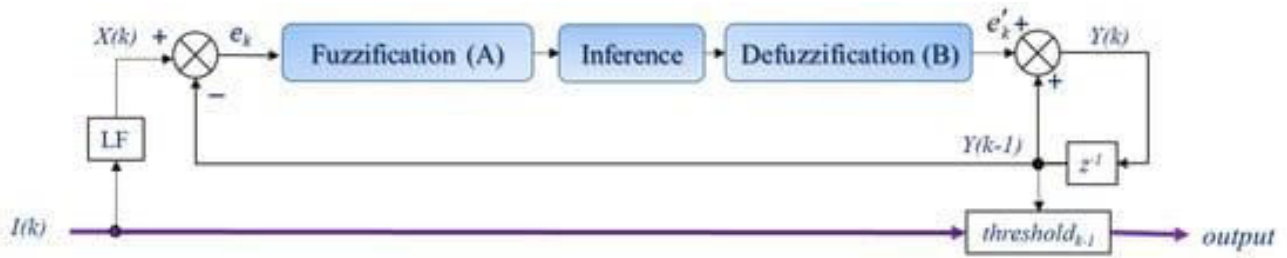 X(k) + e_k Fuzzification (A) Inference Defuzzification (B) e'_k + Y(k)
− +
LF Y(k-1) z^-1
I(k) threshold_k-1 output